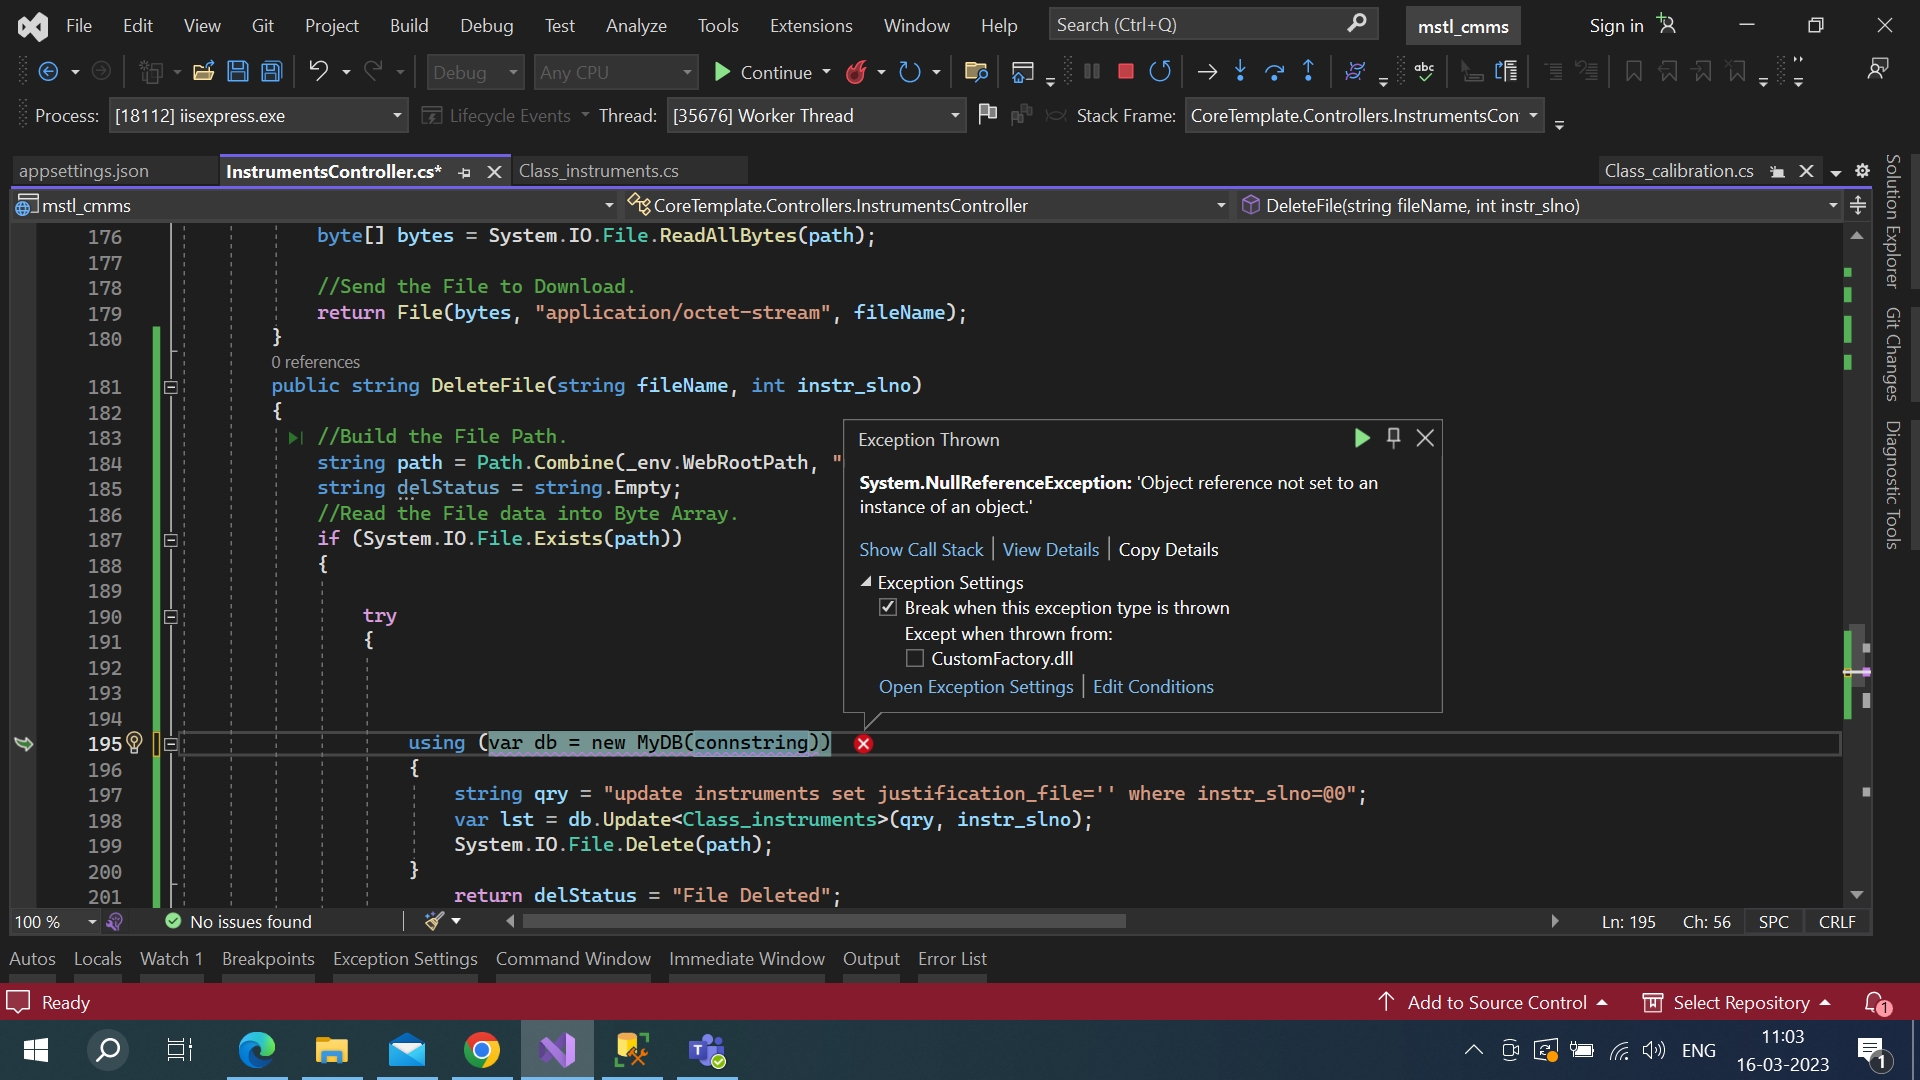 File Edit View Git Project Build Debug Test Analyze Tools Extensions Window Help Search (Ctrl+Q) mstl_cmms Sign in
Debug Any CPU Continue abc
Process: [18112] iisexpress.exe Lifecycle Events Thread: [35676] Worker Thread Stack Frame: CoreTemplate.Controllers.InstrumentsCon
appsettings.json InstrumentsController.cs* Class_instruments.cs Class_calibration.cs
mstl_cmms CoreTemplate.Controllers.InstrumentsController DeleteFile(string fileName, int instr_slno)
176 byte[] bytes = System.IO.File.ReadAllBytes(path);
177
178 //Send the File to Download.
179 return File(bytes, "application/octet-stream", fileName);
180 }
0 references
181 public string DeleteFile(string fileName, int instr_slno)
182 {
183 //Build the File Path.
184 string path = Path.Combine(_env.WebRootPath, "
185 string delStatus = string.Empty;
186 //Read the File data into Byte Array.
187 if (System.IO.File.Exists(path))
188 {
189
190 try
191 {
192
193
194
195 using (var db = new MyDB(connstring))
196 {
197 string qry = "update instruments set justification_file='' where instr_slno=@0";
198 var lst = db.Update<Class_instruments>(qry, instr_slno);
199 System.IO.File.Delete(path);
200 }
201 return delStatus = "File Deleted";
Exception Thrown
System.NullReferenceException: 'Object reference not set to an
instance of an object.'
Show Call Stack View Details Copy Details
Exception Settings
Break when this exception type is thrown
Except when thrown from:
CustomFactory.dll
Open Exception Settings Edit Conditions
Solution Explorer
Git Changes
Diagnostic Tools
100 % No issues found Ln: 195 Ch: 56 SPC CRLF
Autos Locals Watch 1 Breakpoints Exception Settings Command Window Immediate Window Output Error List
Ready Add to Source Control Select Repository 1
ENG 11:03
16-03-2023 1